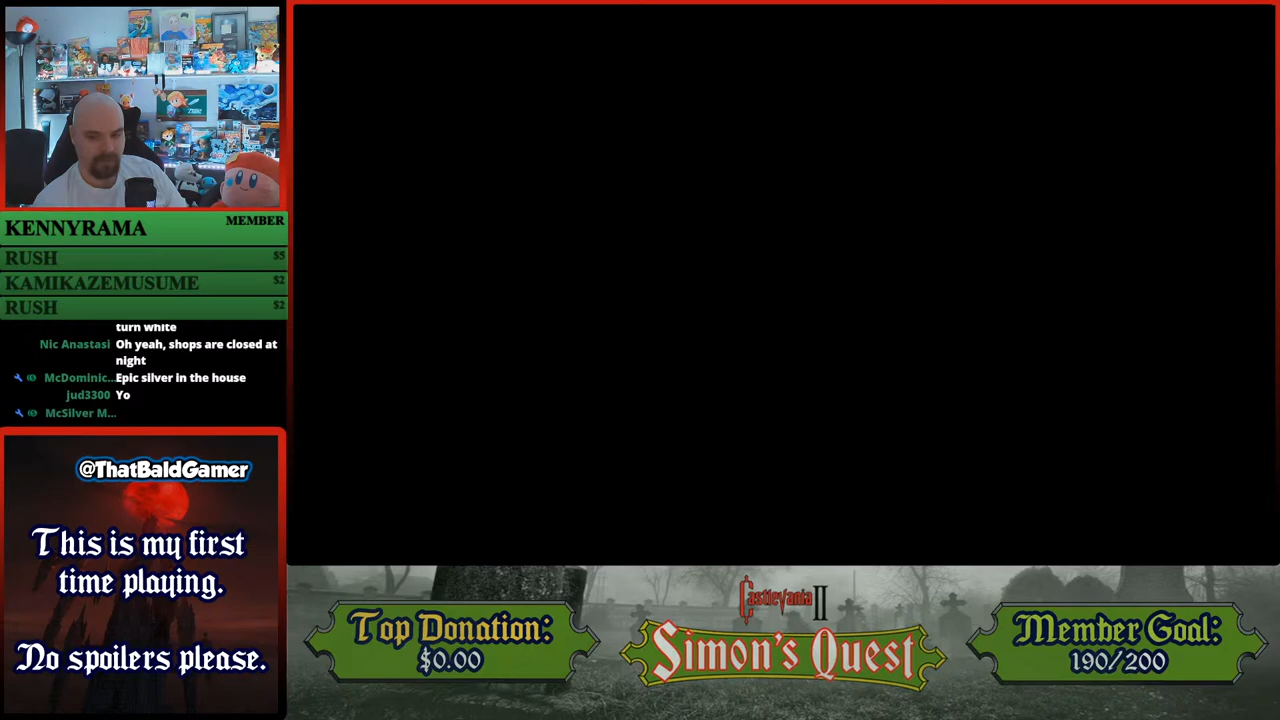 KENNYRAMA MEMBER
RUSH $5
KAMIKAZEMUSUME $2
RUSH $2
turn white
Nic Anastasi Oh yeah, shops are closed at
night
McDominic... Epic silver in the house
jud3300 Yo
McSilver M...
@ThatBaldGamer
This is my first
time playing.
No spoilers please.
Top Donation:
$0.00
Castlevania II
Simon's Quest
Member Goal:
190/200